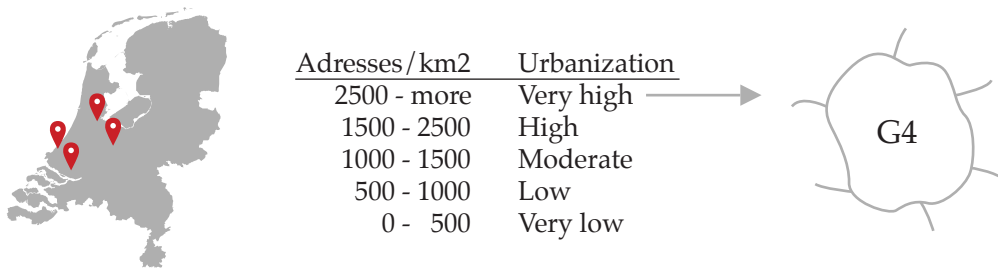 Adresses/km2 Urbanization
2500 - more Very high
1500 - 2500 High
1000 - 1500 Moderate
500 - 1000 Low
0 - 500 Very low
G4